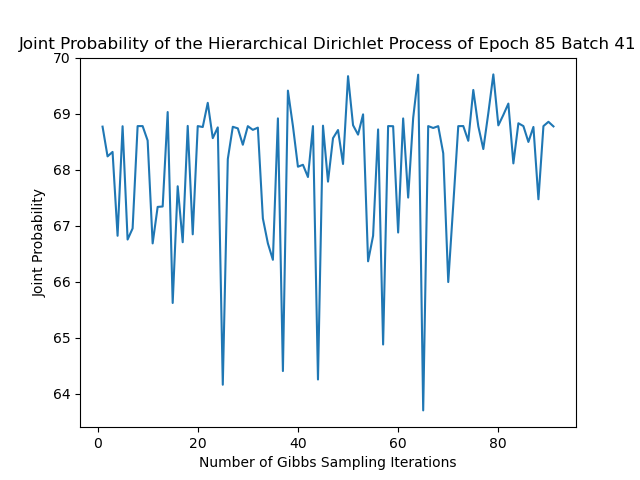 Joint Probability of the Hierarchical Dirichlet Process of Epoch 85 Batch 41
70
69
68
67
66
65
64
Joint Probability
0 20 40 60 80
Number of Gibbs Sampling Iterations